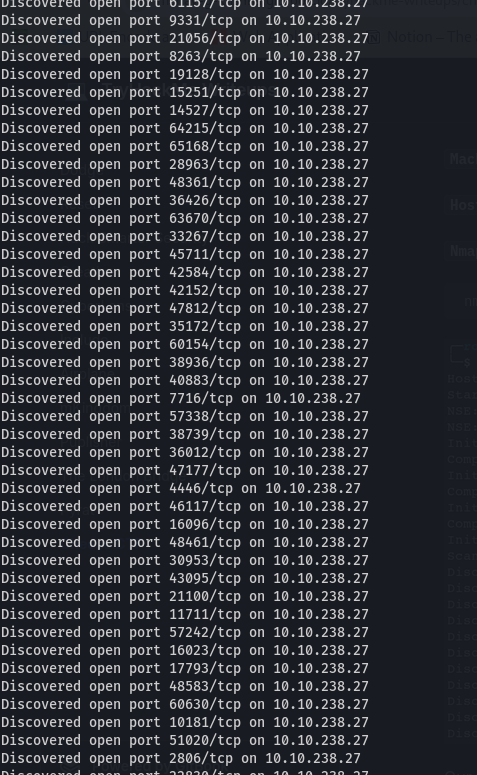 Discovered open port 61157/tcp on 10.10.238.27
Discovered open port 9331/tcp on 10.10.238.27
Discovered open port 21056/tcp on 10.10.238.27
Discovered open port 8263/tcp on 10.10.238.27
Discovered open port 19128/tcp on 10.10.238.27
Discovered open port 15251/tcp on 10.10.238.27
Discovered open port 14527/tcp on 10.10.238.27
Discovered open port 64215/tcp on 10.10.238.27
Discovered open port 65168/tcp on 10.10.238.27
Discovered open port 28963/tcp on 10.10.238.27
Discovered open port 48361/tcp on 10.10.238.27
Discovered open port 36426/tcp on 10.10.238.27
Discovered open port 63670/tcp on 10.10.238.27
Discovered open port 33267/tcp on 10.10.238.27
Discovered open port 45711/tcp on 10.10.238.27
Discovered open port 42584/tcp on 10.10.238.27
Discovered open port 42152/tcp on 10.10.238.27
Discovered open port 47812/tcp on 10.10.238.27
Discovered open port 35172/tcp on 10.10.238.27
Discovered open port 60154/tcp on 10.10.238.27
Discovered open port 38936/tcp on 10.10.238.27
Discovered open port 40883/tcp on 10.10.238.27
Discovered open port 7716/tcp on 10.10.238.27
Discovered open port 57338/tcp on 10.10.238.27
Discovered open port 38739/tcp on 10.10.238.27
Discovered open port 36012/tcp on 10.10.238.27
Discovered open port 47177/tcp on 10.10.238.27
Discovered open port 4446/tcp on 10.10.238.27
Discovered open port 46117/tcp on 10.10.238.27
Discovered open port 16096/tcp on 10.10.238.27
Discovered open port 48461/tcp on 10.10.238.27
Discovered open port 30953/tcp on 10.10.238.27
Discovered open port 43095/tcp on 10.10.238.27
Discovered open port 21100/tcp on 10.10.238.27
Discovered open port 11711/tcp on 10.10.238.27
Discovered open port 57242/tcp on 10.10.238.27
Discovered open port 16023/tcp on 10.10.238.27
Discovered open port 17793/tcp on 10.10.238.27
Discovered open port 48583/tcp on 10.10.238.27
Discovered open port 60630/tcp on 10.10.238.27
Discovered open port 10181/tcp on 10.10.238.27
Discovered open port 51020/tcp on 10.10.238.27
Discovered open port 2806/tcp on 10.10.238.27
Notion – The